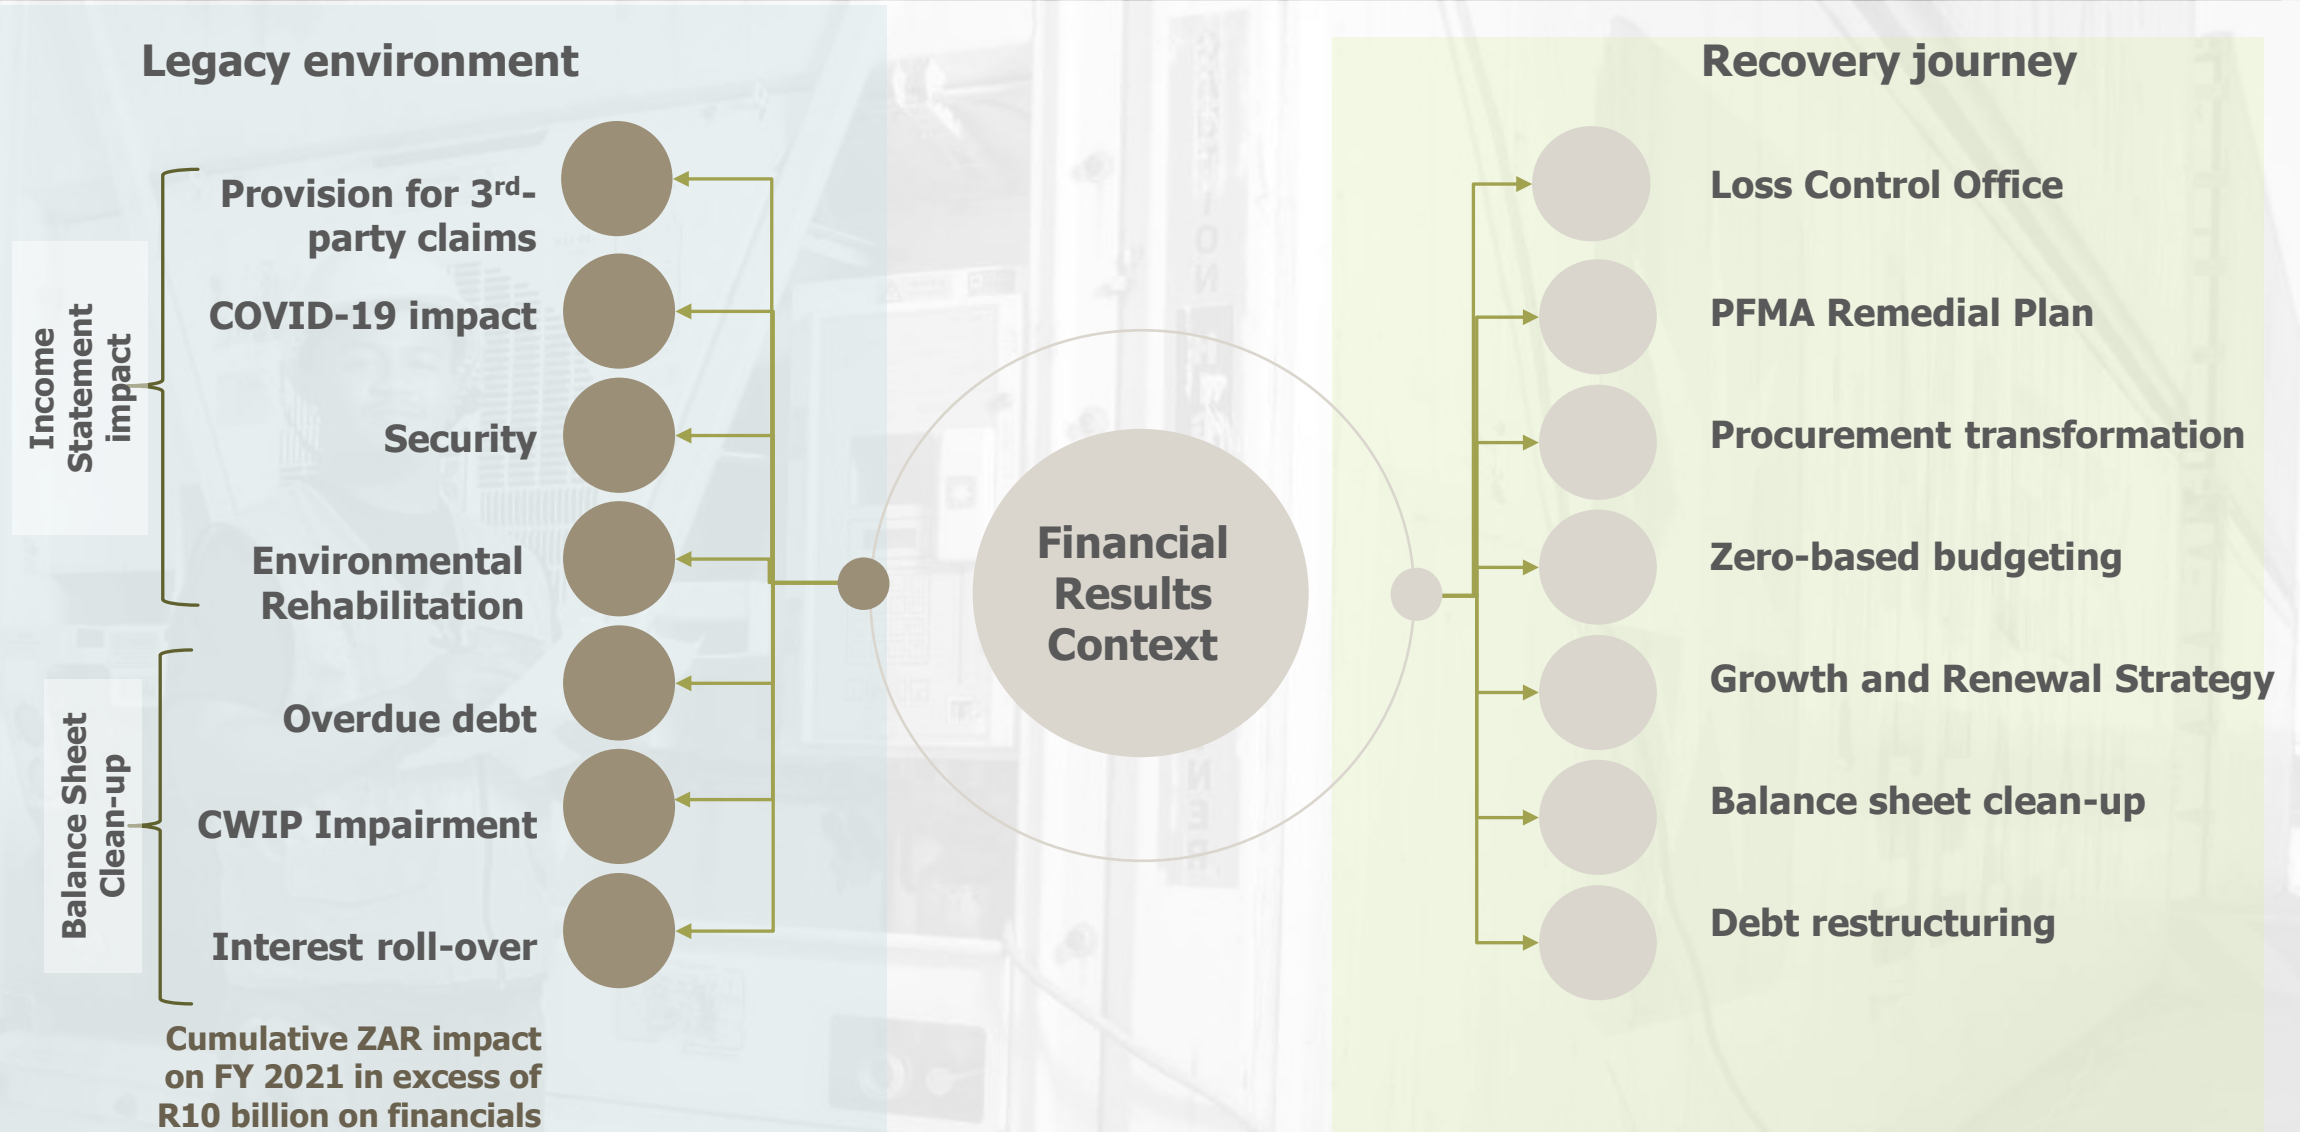 Legacy environment
Income
Statement
impact
Provision for 3rd-
party claims
COVID-19 impact
Security
Environmental
Rehabilitation
Balance Sheet
Clean-up
Overdue debt
CWIP Impairment
Interest roll-over
Cumulative ZAR impact
on FY 2021 in excess of
R10 billion on financials
Financial
Results
Context
Recovery journey
Loss Control Office
PFMA Remedial Plan
Procurement transformation
Zero-based budgeting
Growth and Renewal Strategy
Balance sheet clean-up
Debt restructuring